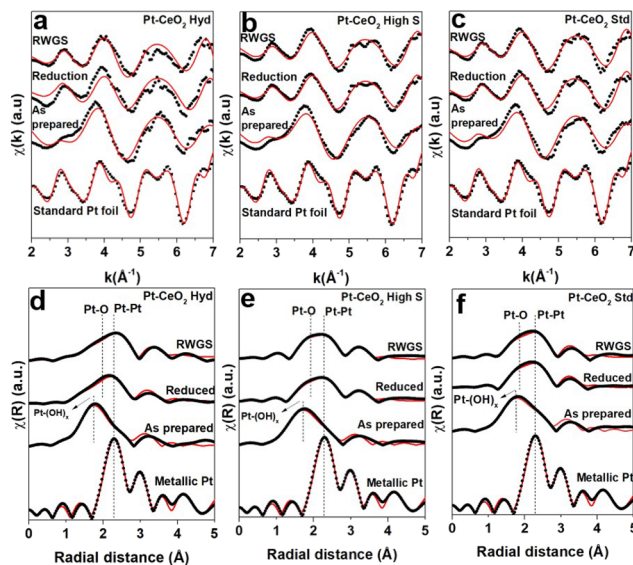 a Pt-CeO₂ Hyd
RWGS
Reduction
As
prepared
Standard Pt foil
χ(k) (a.u)
2 3 4 5 6 7
k(Å⁻¹)
b Pt-CeO₂ High S
RWGS
Reduction
As
prepared
Standard Pt foil
χ(k) (a.u)
2 3 4 5 6 7
k(Å⁻¹)
c Pt-CeO₂ Std
RWGS
Reduction
As
prepared
Standard Pt foil
χ(k) (a.u)
2 3 4 5 6 7
k(Å⁻¹)
d Pt-CeO₂ Hyd
Pt-O Pt-Pt
RWGS
Reduced
Pt-(OH)ₓ
As prepared
Metallic Pt
χ(R) (a.u.)
0 1 2 3 4 5
Radial distance (Å)
e Pt-CeO₂ High S
Pt-O Pt-Pt
RWGS
Reduced
Pt-(OH)ₓ
As prepared
Metallic Pt
χ(R) (a.u.)
0 1 2 3 4 5
Radial distance (Å)
f Pt-CeO₂ Std
Pt-O Pt-Pt
RWGS
Reduced
Pt-(OH)ₓ
As prepared
Metallic Pt
χ(R) (a.u.)
0 1 2 3 4 5
Radial distance (Å)